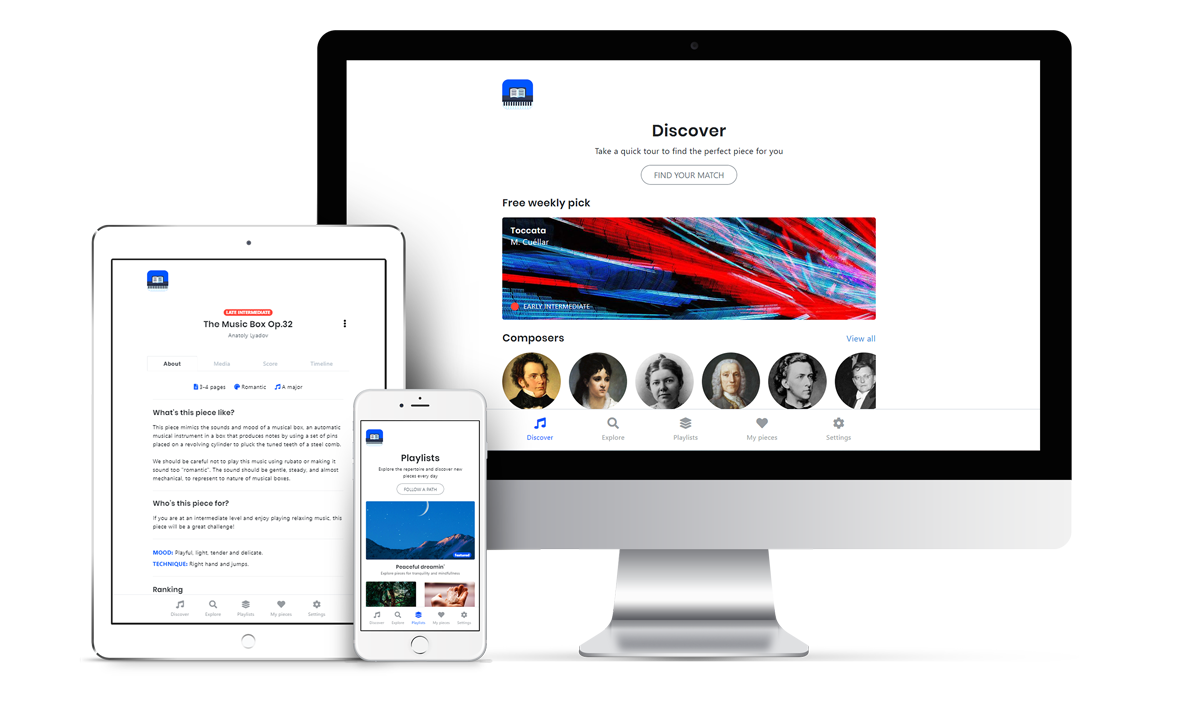 Discover
Take a quick tour to find the perfect piece for you
FIND YOUR MATCH
Free weekly pick
Toccata
M. Cuéllar
EARLY INTERMEDIATE
Composers
View all
Discover
Explore
Playlists
My pieces
Settings
LATE INTERMEDIATE
The Music Box Op.32
Anatoly Lyadov
About
Media
Score
Timeline
3-4 pages
Romantic
A major
What's this piece like?
This piece mimics the sounds and mood of a musical box, an automatic
musical instrument in a box that produces notes by using a set of pins
placed on a revolving cylinder to pluck the tuned teeth of a steel comb.
We should be careful not to play this music using rubato or making it
sound too "romantic". The sound should be gentle, steady, and almost
mechanical, to represent to nature of musical boxes.
Who's this piece for?
If you are at an intermediate level and enjoy playing relaxing music, this
piece will be a great challenge!
MOOD: Playful, light, tender and delicate.
TECHNIQUE: Right hand and jumps.
Ranking
Discover
Explore
Playlists
My pieces
Settings
Playlists
Explore the repertoire and discover new
pieces every day
FOLLOW A PATH
featured
Peaceful dreamin'
Explore pieces for tranquility and mindfulness
Discover
Explore
Playlists
My pieces
Settings